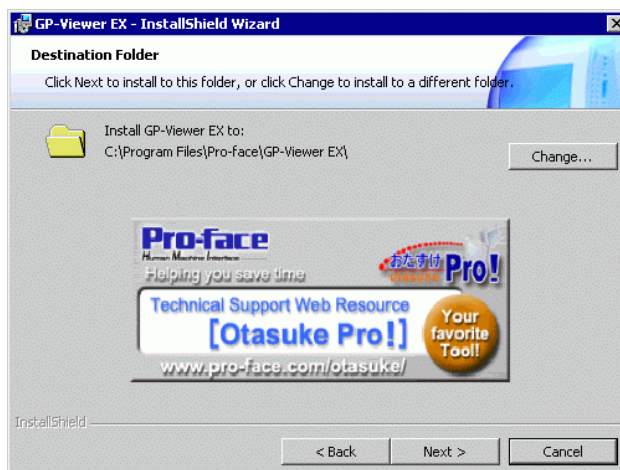 GP-Viewer EX - InstallShield Wizard
Destination Folder
Click Next to install to this folder, or click Change to install to a different folder.
Install GP-Viewer EX to:
C:\Program Files\Pro-face\GP-Viewer EX\
Change...
Pro-face
Human Machine Interface
Helping you save time
おたすけ Pro!
OTASUKE
Technical Support Web Resource
[Otasuke Pro!]
Your
favorite
Tool!
www.pro-face.com/otasuke/
InstallShield
< Back
Next >
Cancel